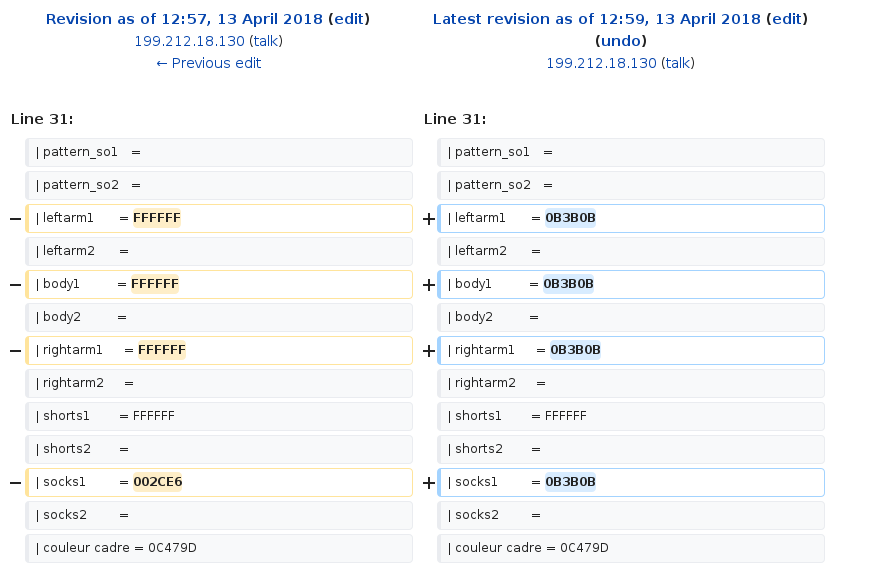 Revision as of 12:57, 13 April 2018 (edit)
199.212.18.130 (talk)
← Previous edit
Latest revision as of 12:59, 13 April 2018 (edit)
(undo)
199.212.18.130 (talk)
Line 31:
Line 31:
| pattern_so1 =
| pattern_so1 =
| pattern_so2 =
| pattern_so2 =
− | leftarm1 = FFFFFF
+ | leftarm1 = 0B3B0B
| leftarm2 =
| leftarm2 =
− | body1 = FFFFFF
+ | body1 = 0B3B0B
| body2 =
| body2 =
− | rightarm1 = FFFFFF
+ | rightarm1 = 0B3B0B
| rightarm2 =
| rightarm2 =
| shorts1 = FFFFFF
| shorts1 = FFFFFF
| shorts2 =
| shorts2 =
− | socks1 = 002CE6
+ | socks1 = 0B3B0B
| socks2 =
| socks2 =
| couleur cadre = 0C479D
| couleur cadre = 0C479D